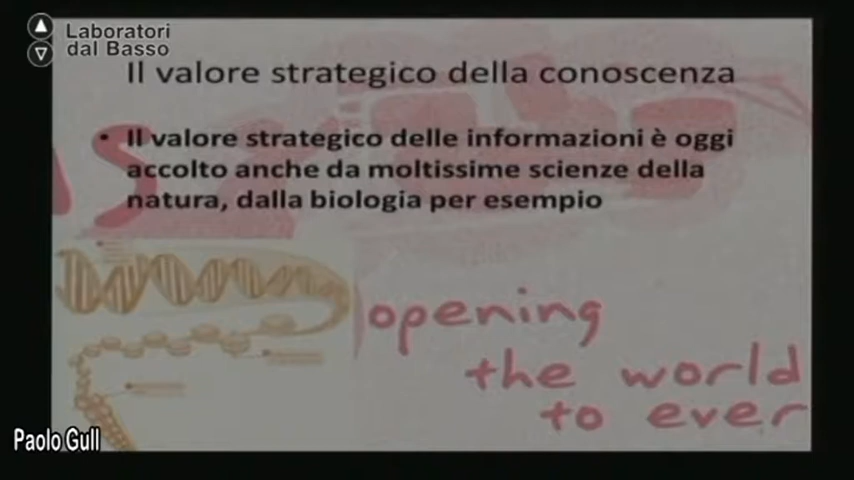 Laboratori
dal Basso
Il valore strategico della conoscenza
• Il valore strategico delle informazioni è oggi
accolto anche da moltissime scienze della
natura, dalla biologia per esempio
opening
the world
to ever
Paolo Gull